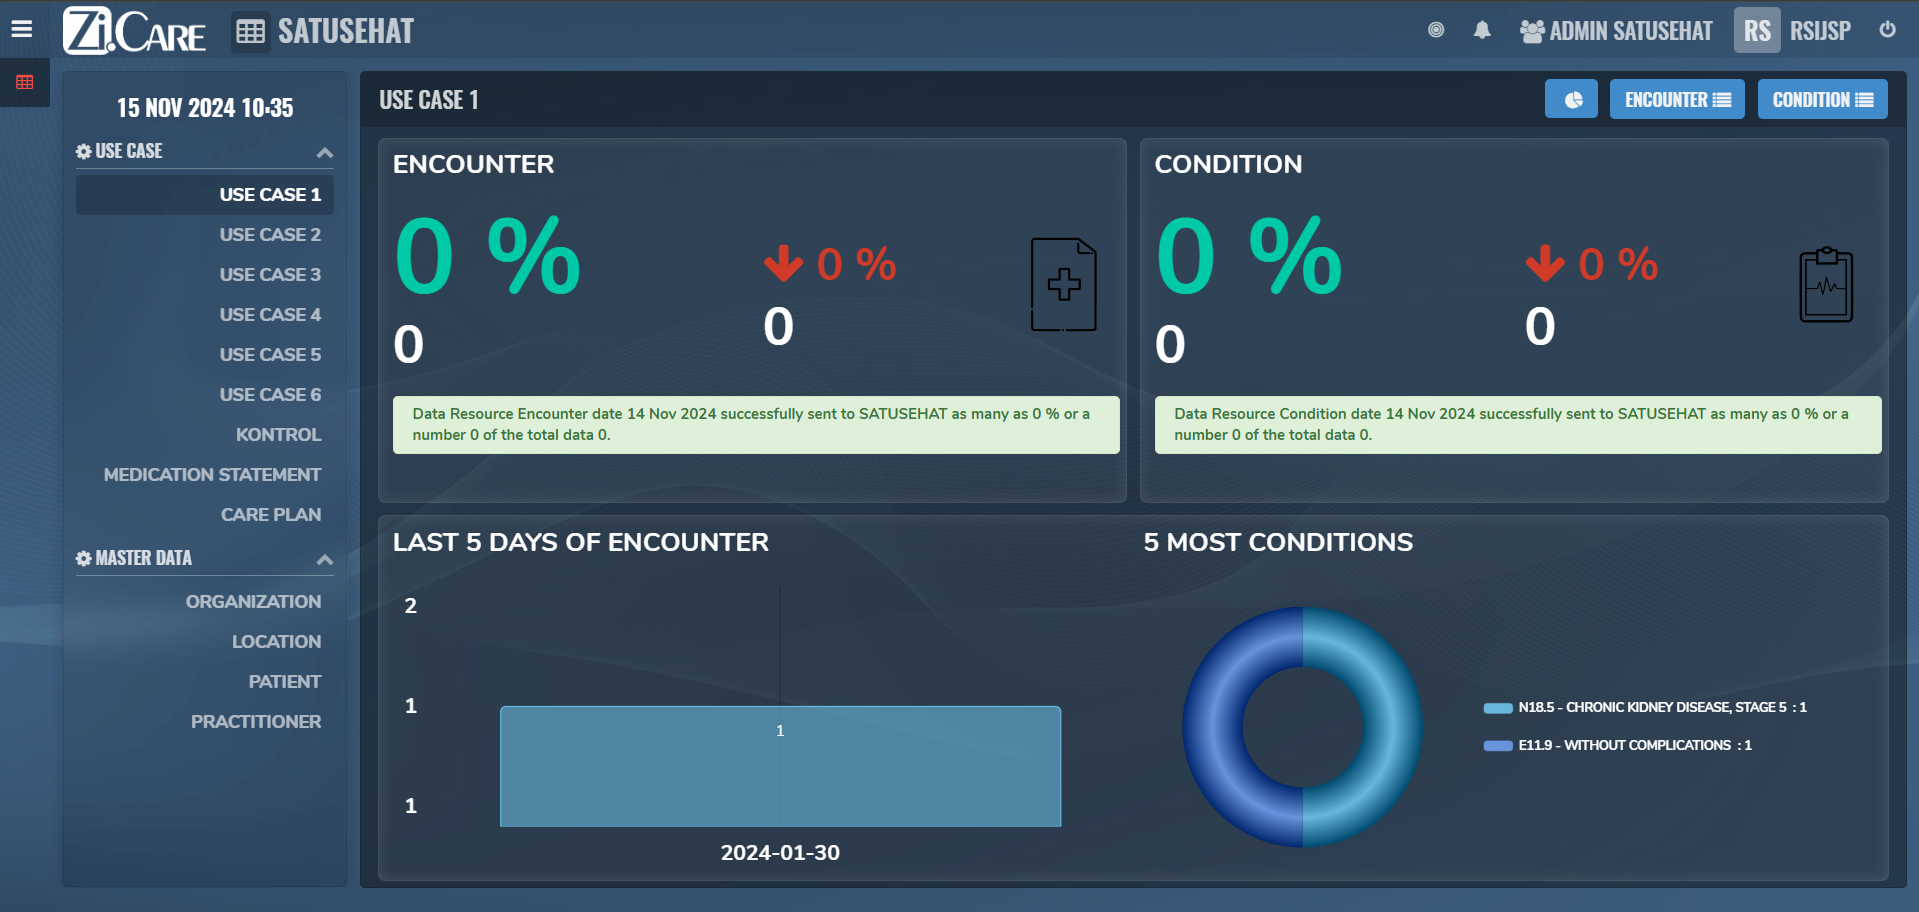 Zi.CARE
SATUSEHAT
ADMIN SATUSEHAT
RS
RSIJSP
15 NOV 2024 10:35
USE CASE
USE CASE 1
USE CASE 2
USE CASE 3
USE CASE 4
USE CASE 5
USE CASE 6
KONTROL
MEDICATION STATEMENT
CARE PLAN
MASTER DATA
ORGANIZATION
LOCATION
PATIENT
PRACTITIONER
USE CASE 1
ENCOUNTER
CONDITION
ENCOUNTER
0 %
0 %
0
0
Data Resource Encounter date 14 Nov 2024 successfully sent to SATUSEHAT as many as 0 % or a
number 0 of the total data 0.
CONDITION
0 %
0 %
0
0
Data Resource Condition date 14 Nov 2024 successfully sent to SATUSEHAT as many as 0 % or a
number 0 of the total data 0.
LAST 5 DAYS OF ENCOUNTER
2
1
1
1
2024-01-30
5 MOST CONDITIONS
N18.5 - CHRONIC KIDNEY DISEASE, STAGE 5 : 1
E11.9 - WITHOUT COMPLICATIONS : 1